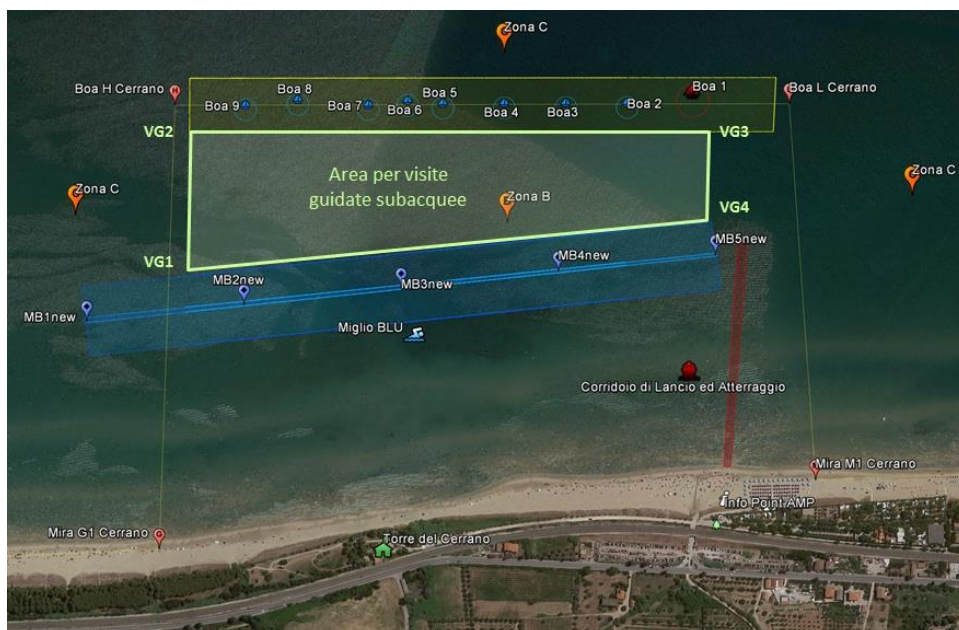 Zona C
Boa H Cerrano
Boa 9
Boa 8
Boa 7
Boa 6
Boa 5
Boa 4
Boa3
Boa 2
Boa 1
Boa L Cerrano
VG2
VG3
Area per visite
guidate subacquee
Zona C
Zona B
Zona C
VG4
VG1
MB5new
MB4new
MB3new
MB2new
MB1new
Miglio BLU
Corridoio di Lancio ed Atterraggio
Mira M1 Cerrano
Info Point AMP
Mira G1 Cerrano
G
Torre del Cerrano